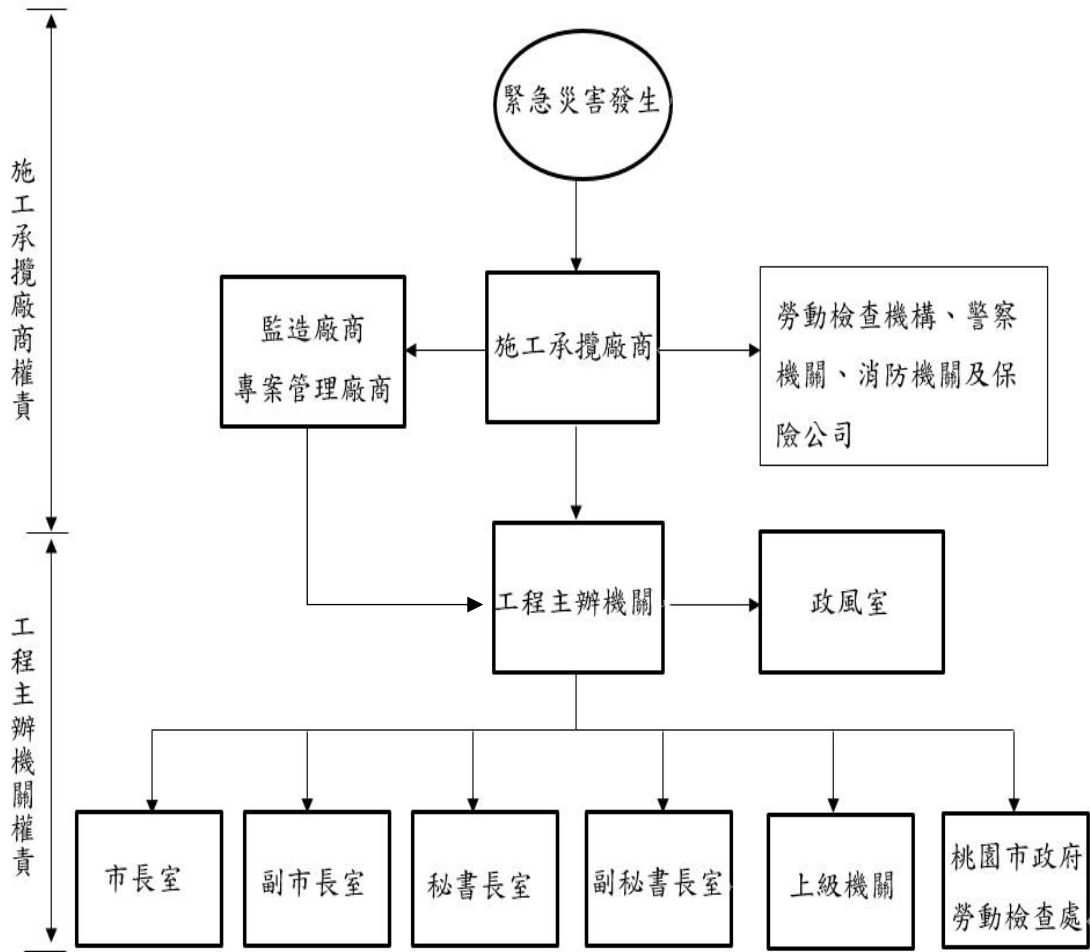 緊急災害發生
施工承攬廠商權責
監造廠商
專案管理廠商
施工承攬廠商
勞動檢查機構、警察
機關、消防機關及保
險公司
工程主辦機關
政風室
工程主辦機關權責
市長室
副市長室
秘書長室
副秘書長室
上級機關
桃園市政府
勞動檢查處